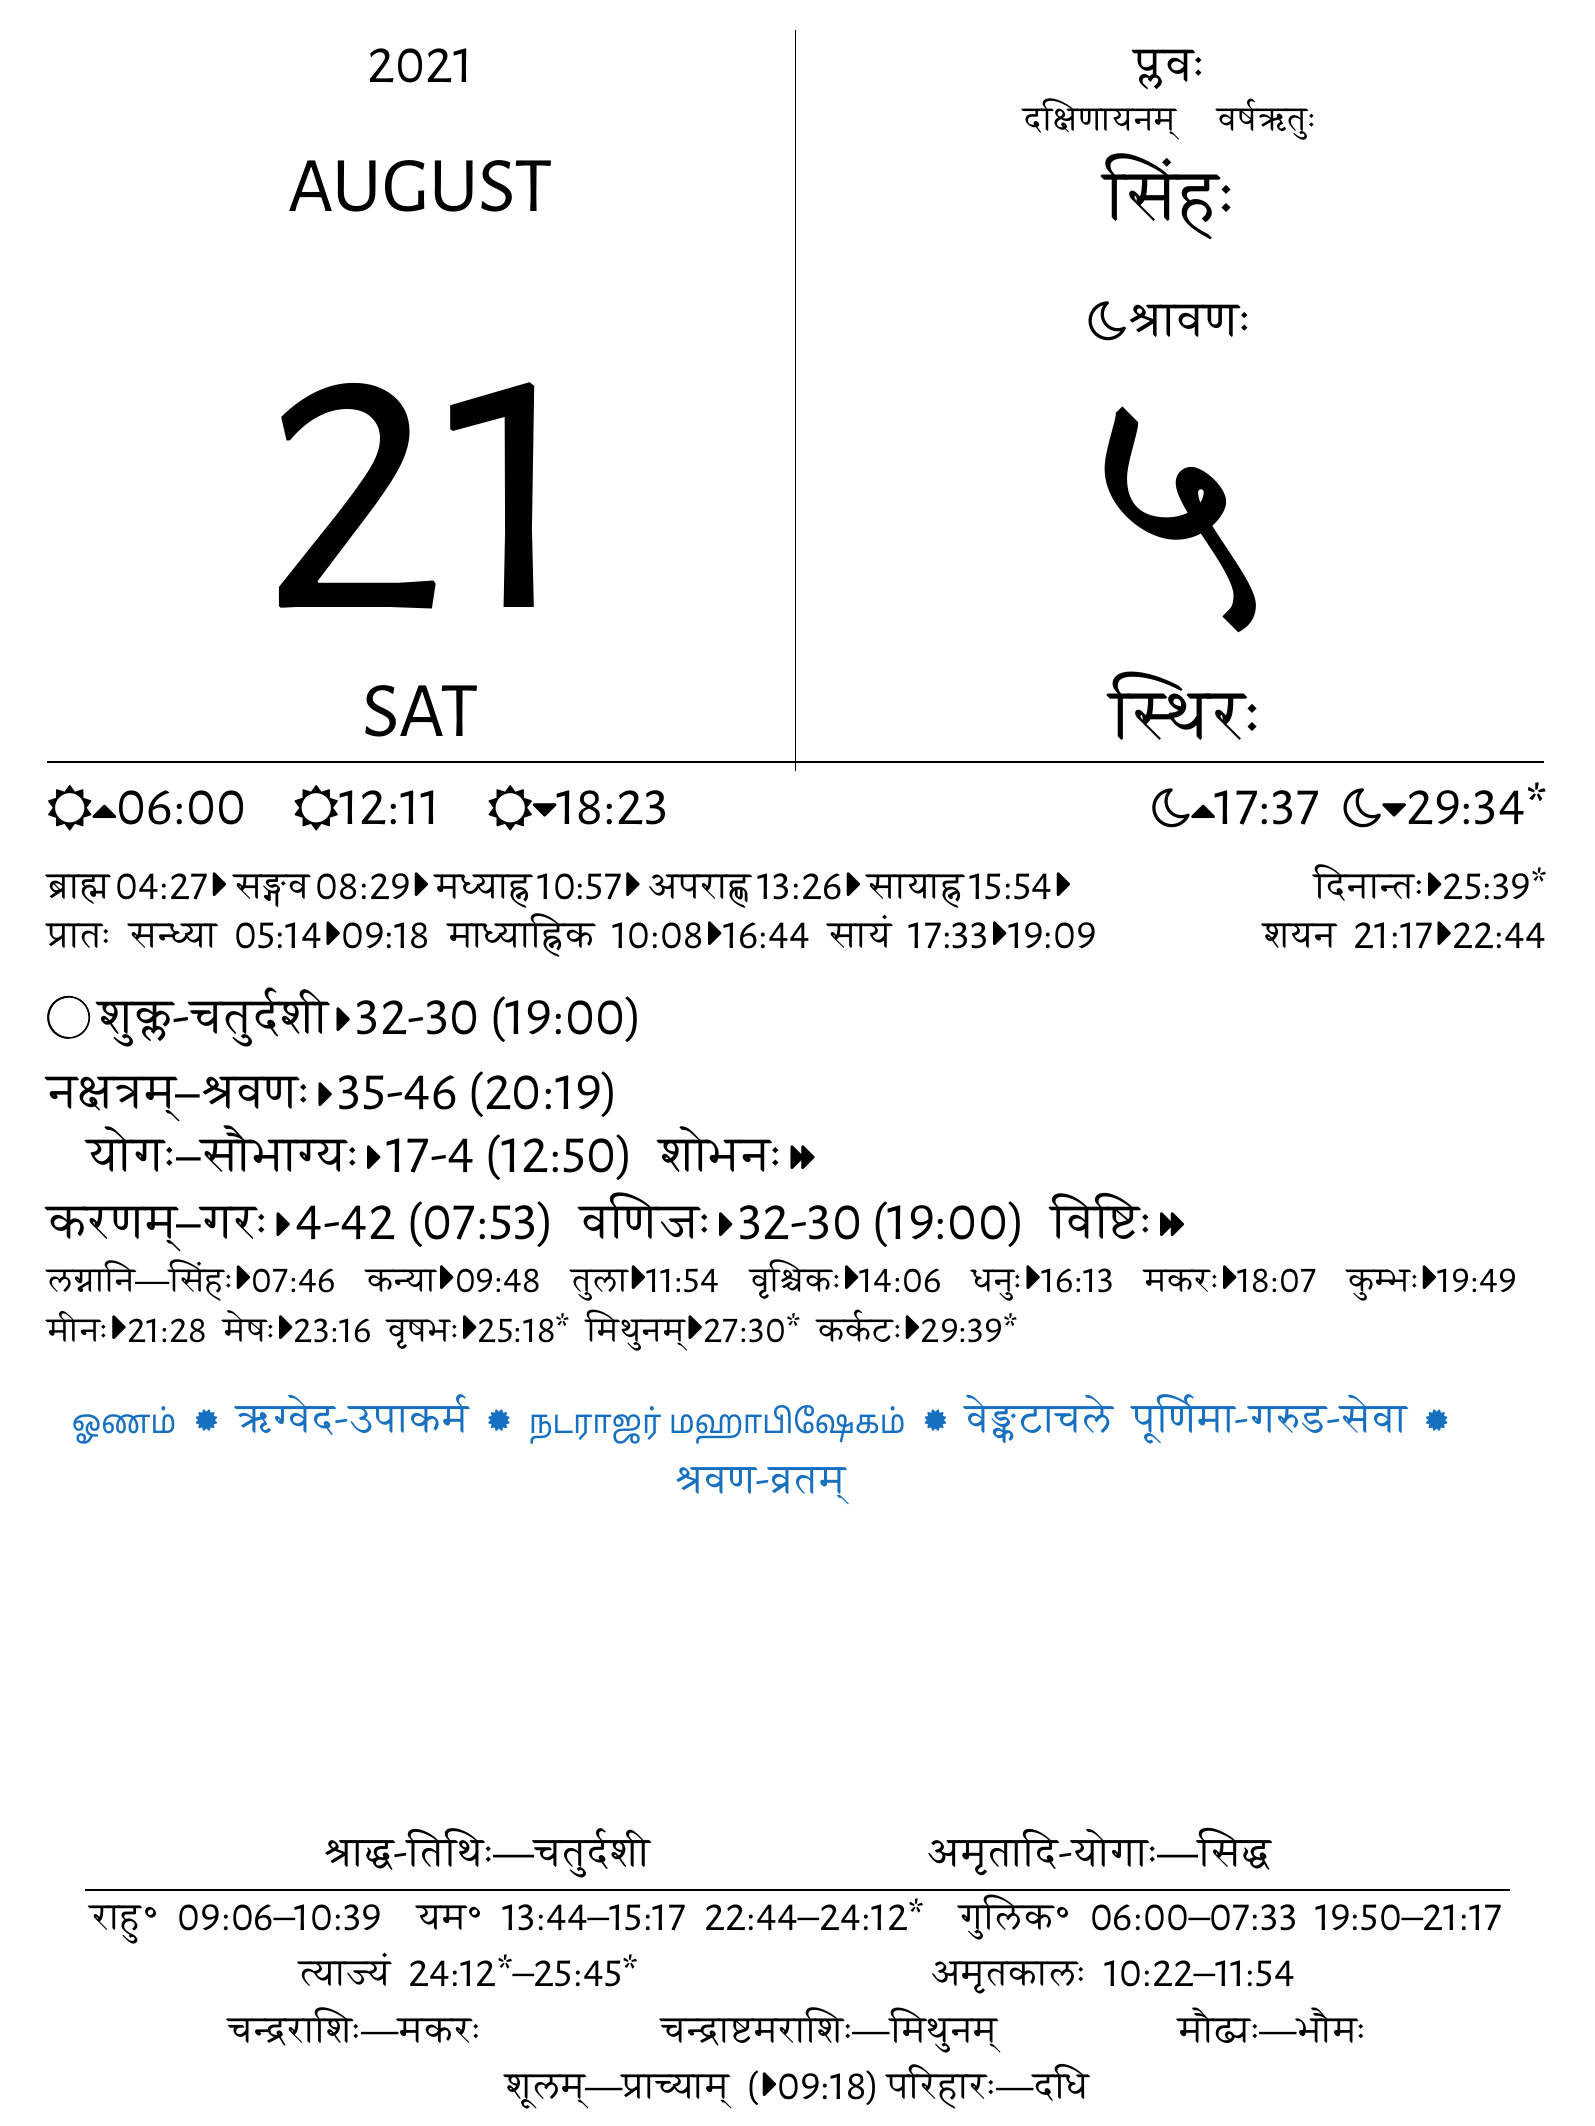 2021
AUGUST
21
SAT
प्लवः
दक्षिणायनम् वर्षऋतुः
सिंहः
श्रावणः
५
स्थिरः
06:00 12:11 18:23 17:37 29:34*
ब्राह्म 04:27 सङ्गव 08:29 मध्याह्न 10:57 अपराह्ण 13:26 सायाह्न 15:54 दिनान्तः 25:39*
प्रातः सन्ध्या 05:14 09:18 माध्याह्निक 10:08 16:44 सायं 17:33 19:09 शयन 21:17 22:44
शुक्ल-चतुर्दशी 32-30 (19:00)
नक्षत्रम्–श्रवणः 35-46 (20:19)
योगः–सौभाग्यः 17-4 (12:50) शोभनः
करणम्–गरः 4-42 (07:53) वणिजः 32-30 (19:00) विष्टिः
लग्नानि—सिंहः 07:46 कन्या 09:48 तुला 11:54 वृश्चिकः 14:06 धनुः 16:13 मकरः 18:07 कुम्भः 19:49
मीनः 21:28 मेषः 23:16 वृषभः 25:18* मिथुनम् 27:30* कर्कटः 29:39*
ஓணம் ✹ ऋग्वेद-उपाकर्म ✹ நடராஜர் மஹாபிஷேகம் ✹ वेङ्कटाचले पूर्णिमा-गरुड-सेवा ✹
श्रवण-व्रतम्
श्राद्ध-तिथिः—चतुर्दशी अमृतादि-योगाः—सिद्ध
राहु॰ 09:06–10:39 यम॰ 13:44–15:17 22:44–24:12* गुलिक॰ 06:00–07:33 19:50–21:17
त्याज्यं 24:12*–25:45* अमृतकालः 10:22–11:54
चन्द्रराशिः—मकरः चन्द्राष्टमराशिः—मिथुनम् मौढ्यः—भौमः
शूलम्—प्राच्याम् (09:18) परिहारः—दधि